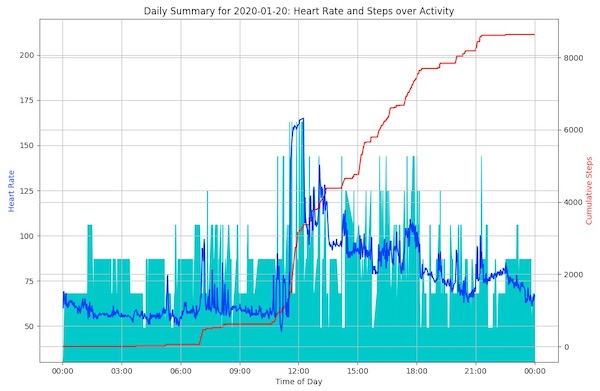 Daily Summary for 2020-01-20: Heart Rate and Steps over Activity
200
175
150
125
100
75
50
Heart Rate
8000
6000
4000
2000
0
Cumulative Steps
00:00 03:00 06:00 09:00 12:00 15:00 18:00 21:00 00:00
Time of Day